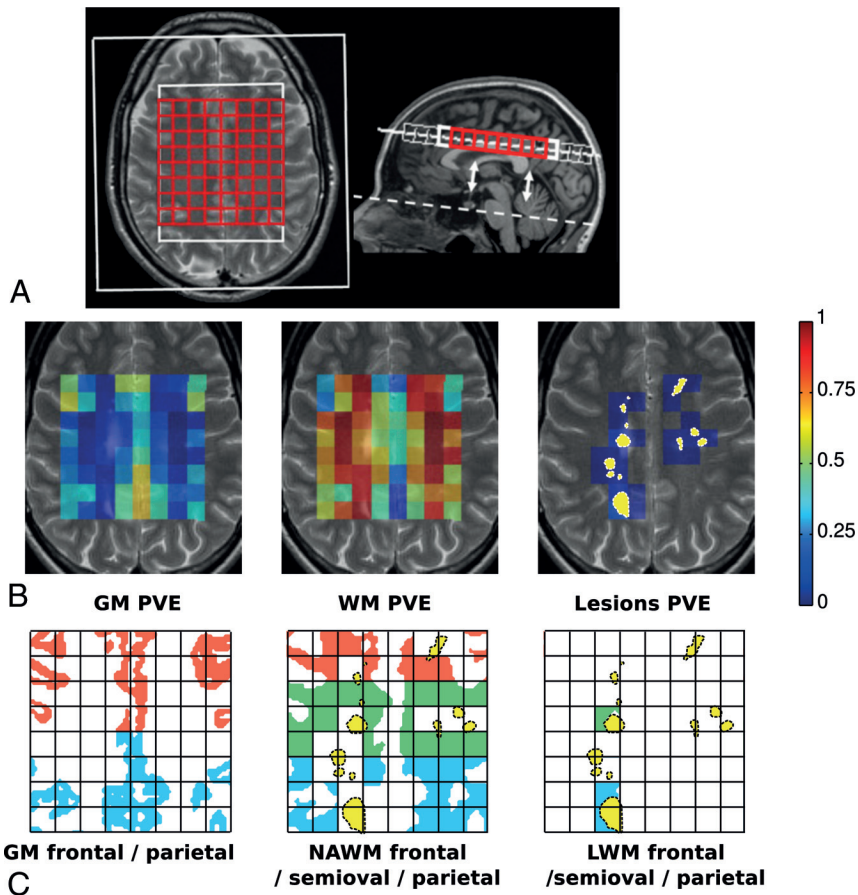 A
1
0.75
0.5
0.25
0
B
GM PVE
WM PVE
Lesions PVE
GM frontal / parietal
NAWM frontal
/ semioval / parietal
LWM frontal
/semioval / parietal
C